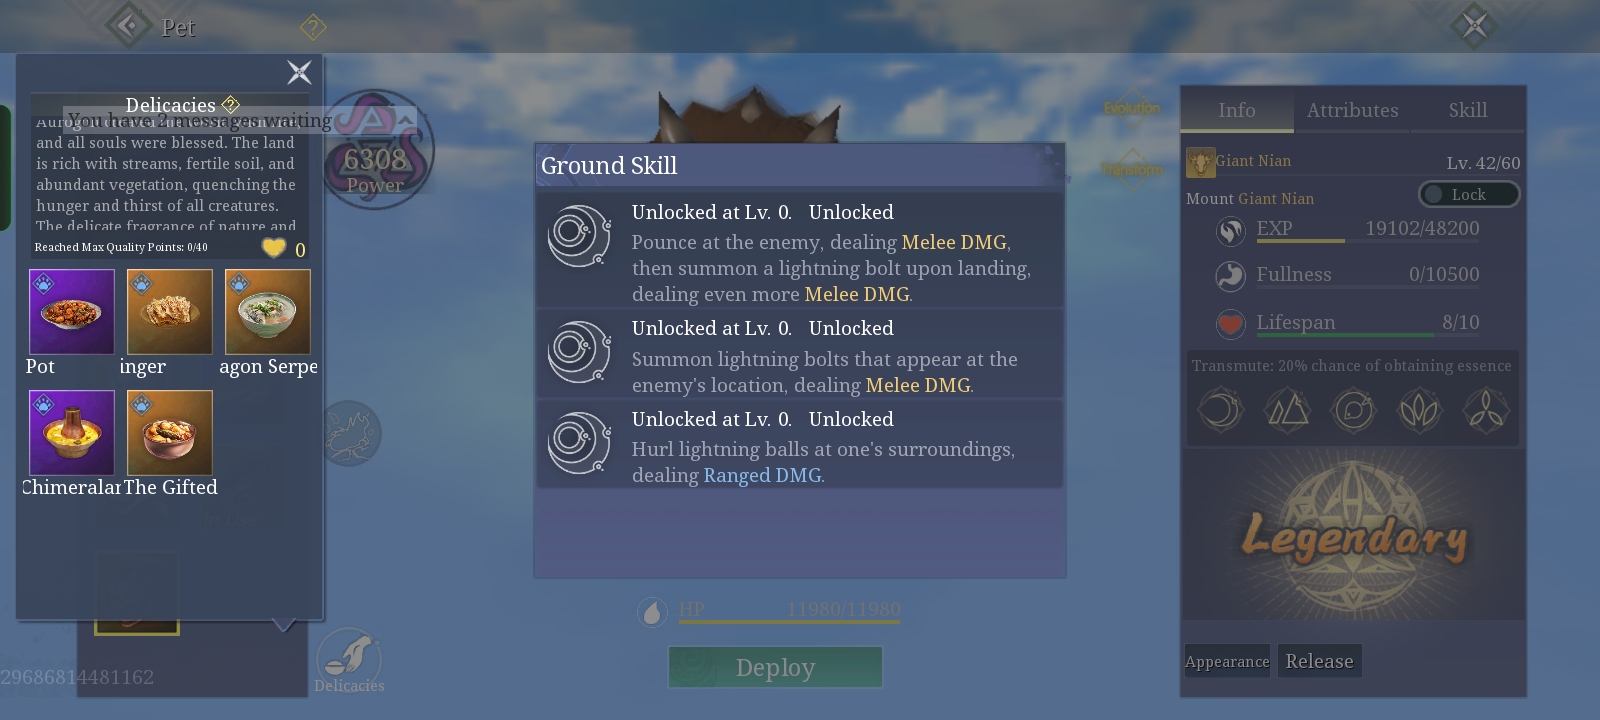 Pet
Delicacies
You have 2 messages waiting
and all souls were blessed. The land
is rich with streams, fertile soil, and
abundant vegetation, quenching the
hunger and thirst of all creatures.
The delicate fragrance of nature and
Reached Max Quality Points: 0/40
0
Pot
inger
agon Serpe
Chimeralar
The Gifted
29686814481162
6308
Power
Delicacies
Ground Skill
Unlocked at Lv. 0. Unlocked
Pounce at the enemy, dealing Melee DMG,
then summon a lightning bolt upon landing,
dealing even more Melee DMG.
Unlocked at Lv. 0. Unlocked
Summon lightning bolts that appear at the
enemy's location, dealing Melee DMG.
Unlocked at Lv. 0. Unlocked
Hurl lightning balls at one's surroundings,
dealing Ranged DMG.
HP 11980/11980
Deploy
Evolution
Transform
Info Attributes Skill
Giant Nian Lv. 42/60
Mount Giant Nian Lock
EXP 19102/48200
Fullness 0/10500
Lifespan 8/10
Transmute: 20% chance of obtaining essence
Legendary
Appearance Release